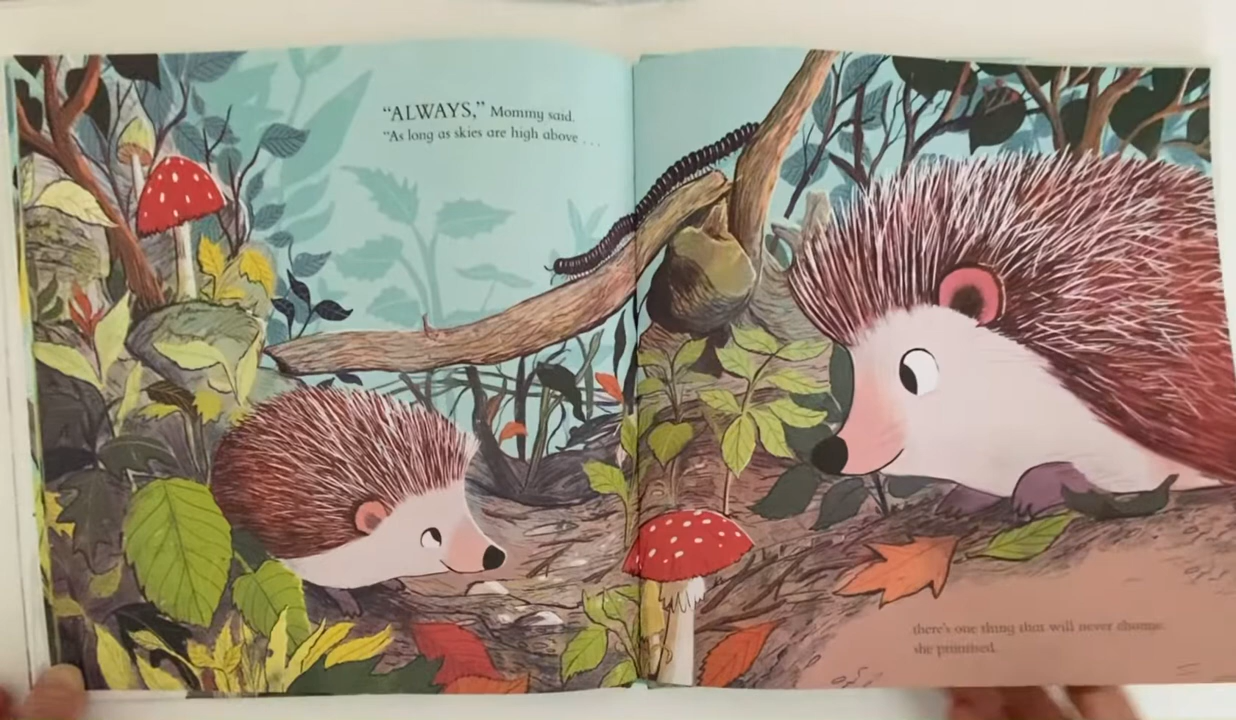 “ALWAYS,” Mommy said.
“As long as skies are high above . . .
there’s one thing that will never change,
she promised.